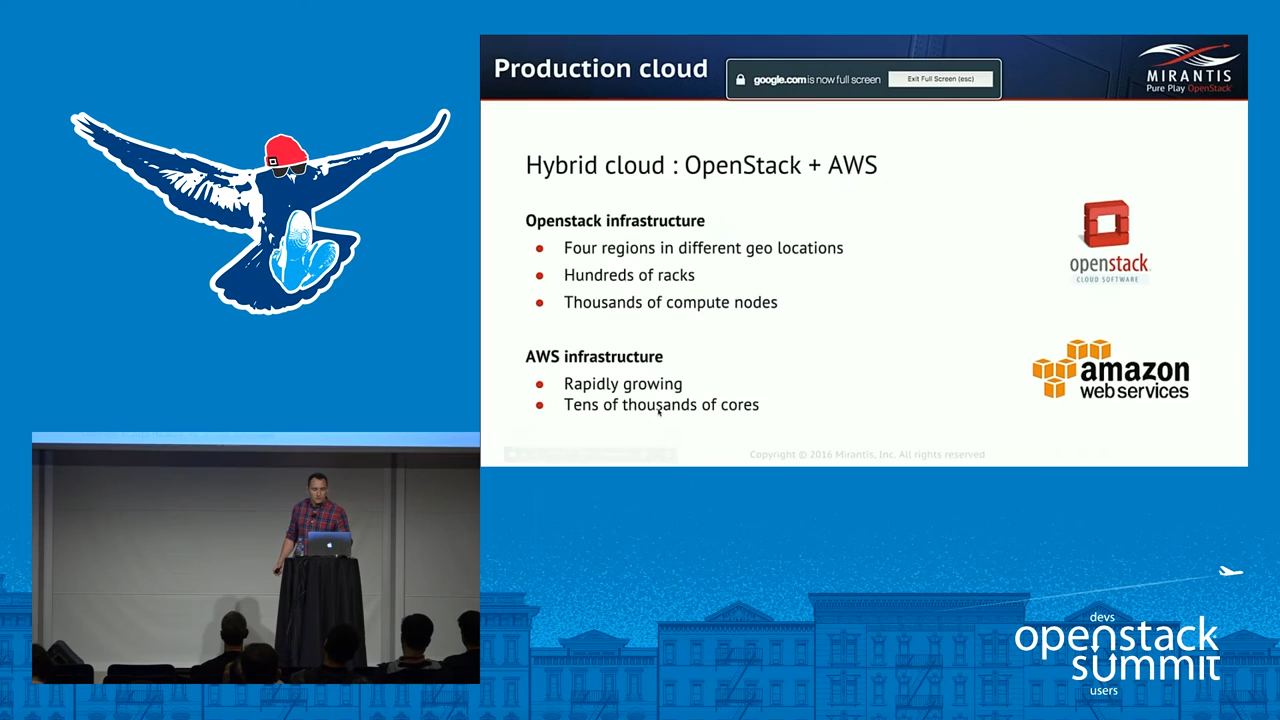 Production cloud
google.com is now full screen
Exit Full Screen (esc)
MIRANTIS
Pure Play OpenStack
Hybrid cloud : OpenStack + AWS
Openstack infrastructure
Four regions in different geo locations
Hundreds of racks
Thousands of compute nodes
openstack
CLOUD SOFTWARE
AWS infrastructure
Rapidly growing
Tens of thousands of cores
amazon
web services
Copyright © 2016 Mirantis, Inc. All rights reserved
devs
openstack
summit
users